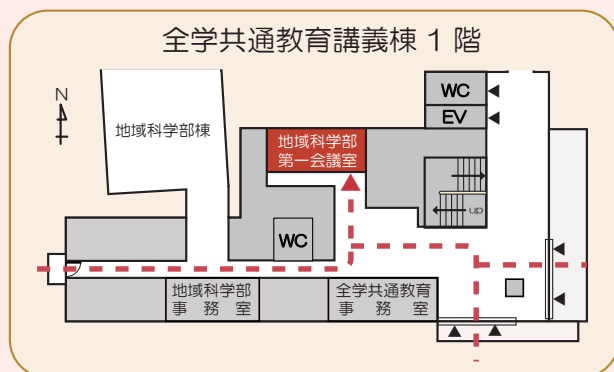 全学共通教育講義棟 1 階
N
WC
EV
地域科学部棟
地域科学部
第一会議室
up
WC
地域科学部
事務室
全学共通教育
事務室